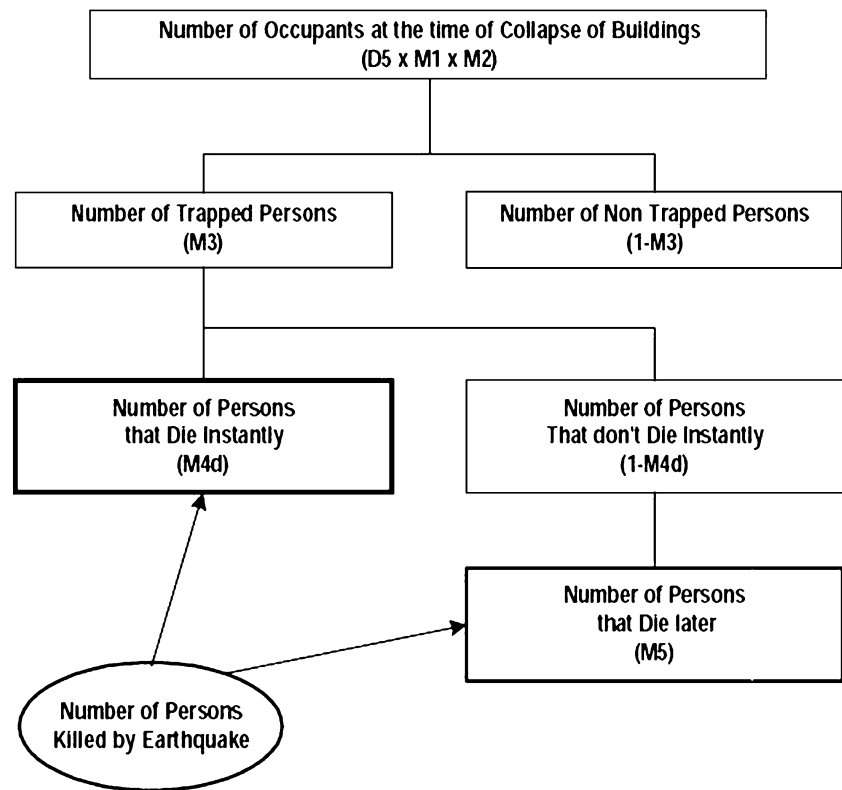 Number of Occupants at the time of Collapse of Buildings
(D5 x M1 x M2)
Number of Trapped Persons
(M3)
Number of Non Trapped Persons
(1-M3)
Number of Persons
that Die Instantly
(M4d)
Number of Persons
That don't Die Instantly
(1-M4d)
Number of Persons
that Die later
(M5)
Number of Persons
Killed by Earthquake